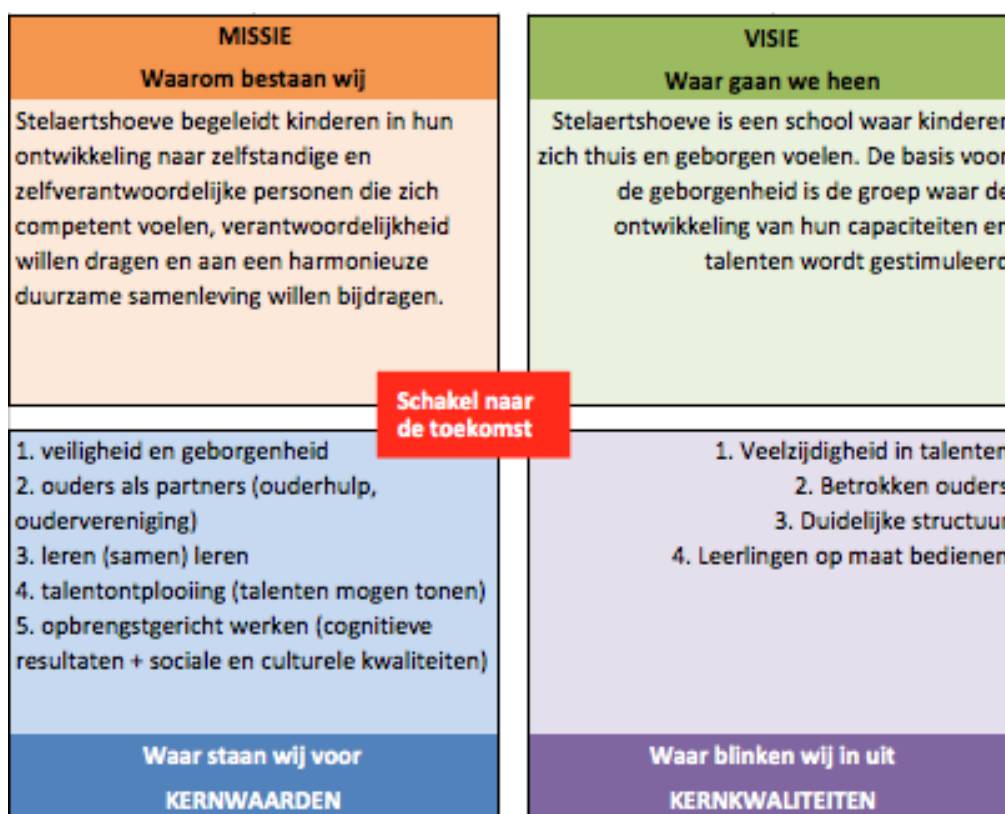 MISSIE
Waarom bestaan wij
Stelaertshoeve begeleidt kinderen in hun
ontwikkeling naar zelfstandige en
zelfverantwoordelijke personen die zich
competent voelen, verantwoordelijkheid
willen dragen en aan een harmonieuze
duurzame samenleving willen bijdragen.
VISIE
Waar gaan we heen
Stelaertshoeve is een school waar kinderen
zich thuis en geborgen voelen. De basis voor
de geborgenheid is de groep waar de
ontwikkeling van hun capaciteiten en
talenten wordt gestimuleerd
Schakel naar
de toekomst
1. veiligheid en geborgenheid
2. ouders als partners (ouderhulp,
oudervereniging)
3. leren (samen) leren
4. talentontplooiing (talenten mogen tonen)
5. opbrengstgericht werken (cognitieve
resultaten + sociale en culturele kwaliteiten)
Waar staan wij voor
KERNWAARDEN
1. Veelzijdigheid in talenten
2. Betrokken ouders
3. Duidelijke structuur
4. Leerlingen op maat bedienen
Waar blinken wij in uit
KERNKWALITEITEN